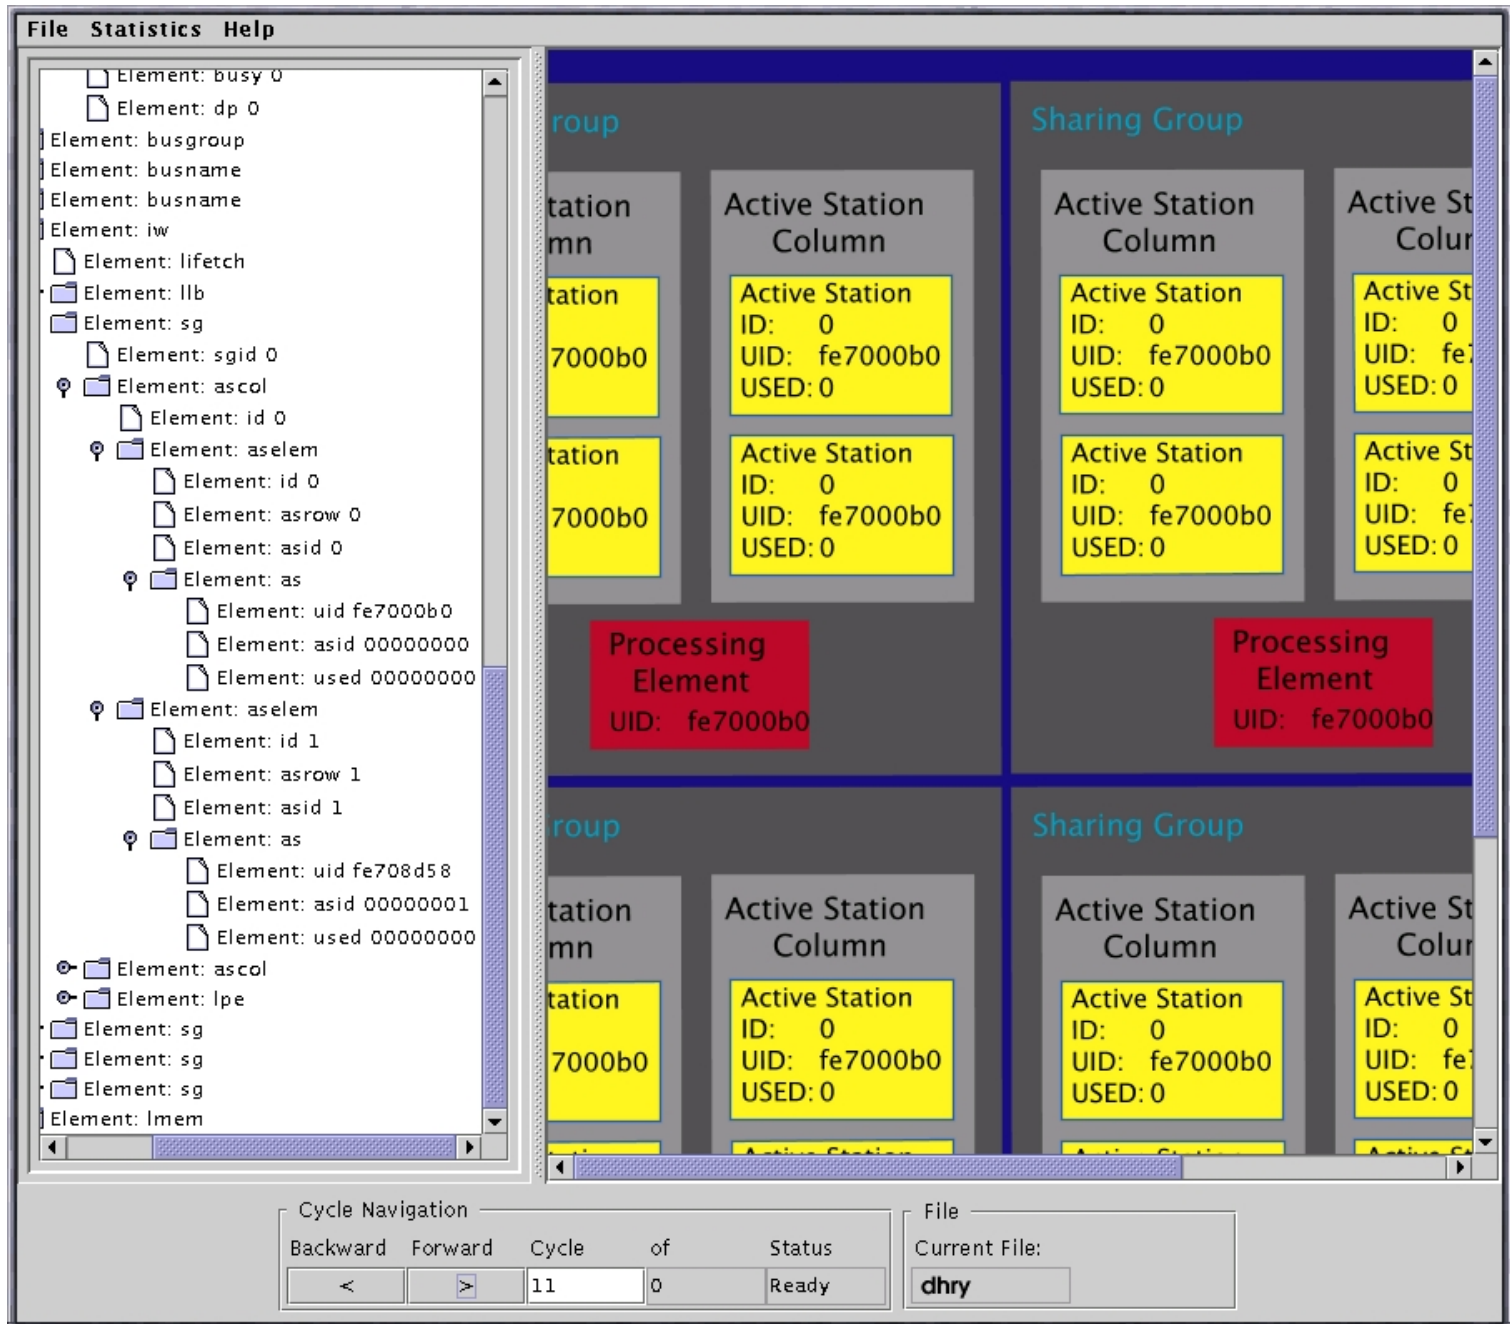 File Statistics Help
Element: busy 0
Element: dp 0
Element: busgroup
Element: busname
Element: busname
Element: iw
Element: lifetch
Element: llb
Element: sg
Element: sgid 0
Element: ascol
Element: id 0
Element: aselem
Element: id 0
Element: asrow 0
Element: asid 0
Element: as
Element: uid fe7000b0
Element: asid 00000000
Element: used 00000000
Element: aselem
Element: id 1
Element: asrow 1
Element: asid 1
Element: as
Element: uid fe708d58
Element: asid 00000001
Element: used 00000000
Element: ascol
Element: lpe
Element: sg
Element: sg
Element: sg
Element: lmem
roup
tation
mn
tation
7000b0
tation
7000b0
Active Station
Column
Active Station
ID: 0
UID: fe7000b0
USED: 0
Active Station
ID: 0
UID: fe7000b0
USED: 0
Processing
Element
UID: fe7000b0
Sharing Group
Active Station
Column
Active Station
ID: 0
UID: fe7000b0
USED: 0
Active Station
ID: 0
UID: fe7000b0
USED: 0
Active St
Colur
Active St
ID: 0
UID: fe7
USED: 0
Active St
ID: 0
UID: fe7
USED: 0
Processing
Element
UID: fe7000b0
roup
tation
mn
tation
7000b0
Active Station
Column
Active Station
ID: 0
UID: fe7000b0
USED: 0
Active Station
Sharing Group
Active Station
Column
Active Station
ID: 0
UID: fe7000b0
USED: 0
Active Station
Active St
Colur
Active St
ID: 0
UID: fe7
USED: 0
Active St
Cycle Navigation
Backward Forward Cycle of Status
< > 11 0 Ready
File
Current File:
dhry